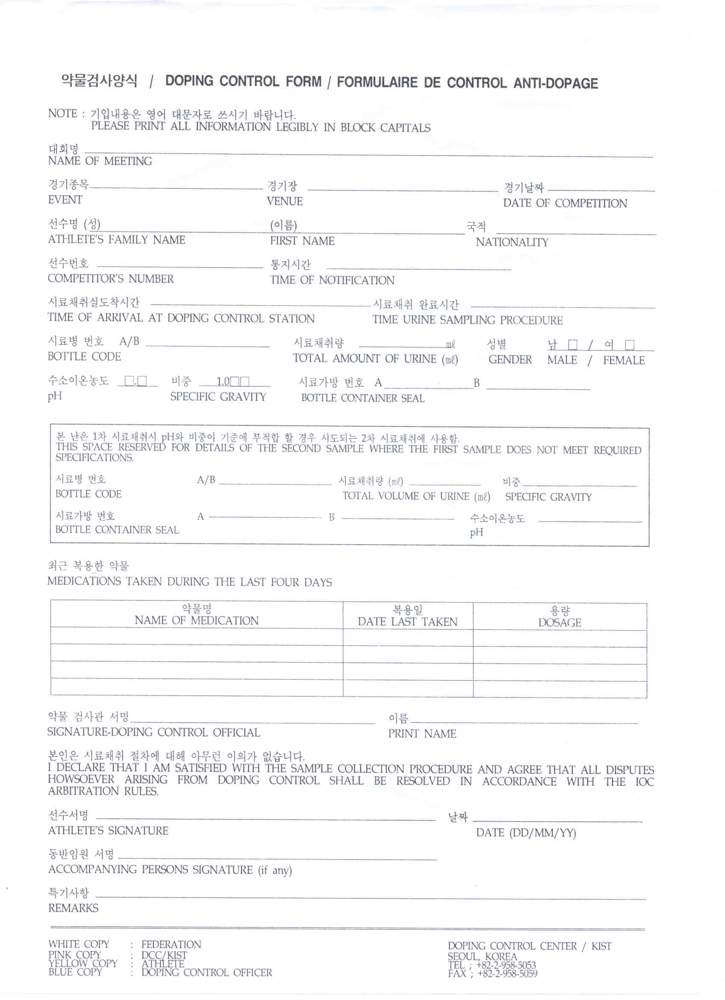 약물검사양식 / DOPING CONTROL FORM / FORMULAIRE DE CONTROL ANTI-DOPAGE
NOTE : 기입내용은 영어 대문자로 쓰시기 바랍니다.
PLEASE PRINT ALL INFORMATION LEGIBLY IN BLOCK CAPITALS
대회명
NAME OF MEETING
경기종목 경기장 경기날짜
EVENT VENUE DATE OF COMPETITION
선수명 (성) (이름) 국적
ATHLETE'S FAMILY NAME FIRST NAME NATIONALITY
선수번호 통지시간
COMPETITOR'S NUMBER TIME OF NOTIFICATION
시료채취실도착시간 시료채취 완료시간
TIME OF ARRIVAL AT DOPING CONTROL STATION TIME URINE SAMPLING PROCEDURE
시료병 번호 A/B 시료채취량 ㎖ 성별 남 □ / 여 □
BOTTLE CODE TOTAL AMOUNT OF URINE (㎖) GENDER MALE / FEMALE
수소이온농도 □.□ 비중 1.0□□ 시료가방 번호 A B
pH SPECIFIC GRAVITY BOTTLE CONTAINER SEAL
본 난은 1차 시료채취시 pH와 비중이 기준에 부적합 할 경우 시도되는 2차 시료채취에 사용함.
THIS SPACE RESERVED FOR DETAILS OF THE SECOND SAMPLE WHERE THE FIRST SAMPLE DOES NOT MEET REQUIRED
SPECIFICATIONS.
시료병 번호 A/B 시료채취량 (㎖) 비중
BOTTLE CODE TOTAL VOLUME OF URINE (㎖) SPECIFIC GRAVITY
시료가방 번호 A B 수소이온농도
BOTTLE CONTAINER SEAL pH
최근 복용한 약물
MEDICATIONS TAKEN DURING THE LAST FOUR DAYS
약물명 복용일 용량
NAME OF MEDICATION DATE LAST TAKEN DOSAGE
약물 검사관 서명 이름
SIGNATURE-DOPING CONTROL OFFICIAL PRINT NAME
본인은 시료채취 절차에 대해 아무런 이의가 없습니다.
I DECLARE THAT I AM SATISFIED WITH THE SAMPLE COLLECTION PROCEDURE AND AGREE THAT ALL DISPUTES
HOWSOEVER ARISING FROM DOPING CONTROL SHALL BE RESOLVED IN ACCORDANCE WITH THE IOC
ARBITRATION RULES.
선수서명 날짜
ATHLETE'S SIGNATURE DATE (DD/MM/YY)
동반임원 서명
ACCOMPANYING PERSONS SIGNATURE (if any)
특기사항
REMARKS
WHITE COPY : FEDERATION DOPING CONTROL CENTER / KIST
PINK COPY : DCC/KIST SEOUL, KOREA
YELLOW COPY : ATHLETE TEL ; +82-2-958-5053
BLUE COPY : DOPING CONTROL OFFICER FAX ; +82-2-958-5059